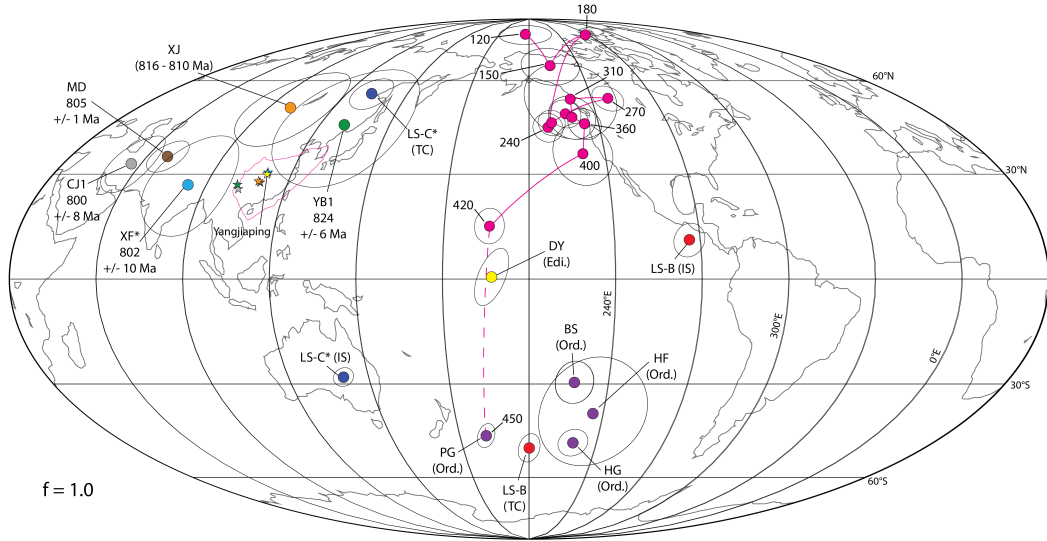 180
120
XJ
(816 - 810 Ma)
60°N
150
310
MD
805
+/- 1 Ma
270
LS-C*
(TC)
360
240
30°N
400
CJ1
800
+/- 8 Ma
YB1
824
+/- 6 Ma
420
XF*
802
+/- 10 Ma
Yangjiaping
DY
(Edi.)
LS-B (IS)
240°E
300°E
0°E
BS
(Ord.)
LS-C* (IS)
HF
(Ord.)
30°S
450
PG
(Ord.)
HG
(Ord.)
60°S
LS-B
(TC)
f = 1.0